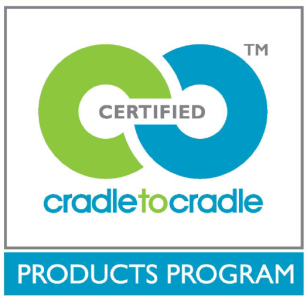 TM
CERTIFIED
cradletocradle
PRODUCTS PROGRAM